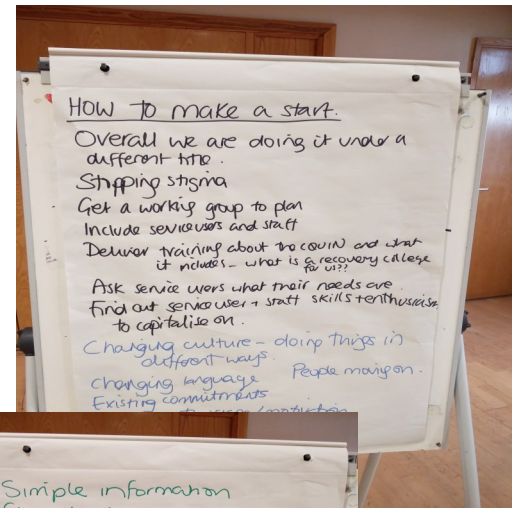 HOW TO make a start.
Overall we are doing it under a
different title.
Stripping stigma
Get a working group to plan
Include service users and staff
Deliver training about the COLIN and what
it includes - what is a recovery college
for us??
Ask service users what their needs are
Find out service user + staff skills + enthusiasm
to capitalise on.
Changing culture - doing things in
different ways.
People moving on.
Changing language
Existing commitments
Simple information